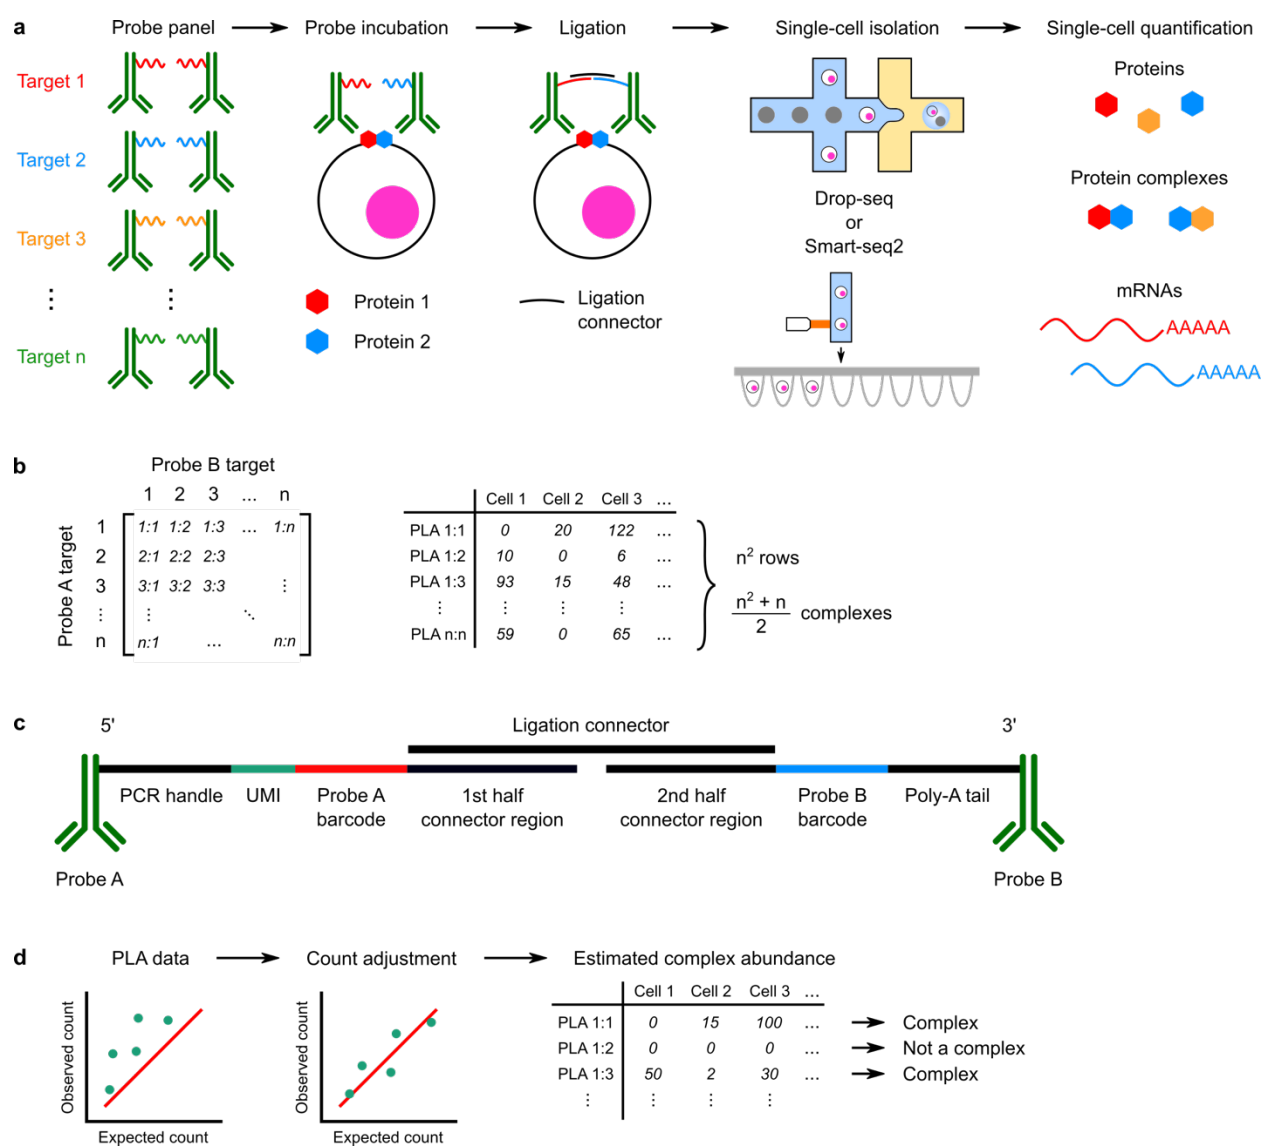 a
Probe panel
Probe incubation
Ligation
Single-cell isolation
Single-cell quantification
Target 1
Target 2
Target 3
⋮
⋮
Target n
Protein 1
Protein 2
Ligation
connector
Drop-seq
or
Smart-seq2
Proteins
Protein complexes
mRNAs
AAAAA
AAAAA
b
Probe B target
1 2 3 ... n
Probe A target
1 1:1 1:2 1:3 ... 1:n
2 2:1 2:2 2:3
3 3:1 3:2 3:3 ⋮
⋮ ⋮ ⋱
n n:1 ... n:n
Cell 1 Cell 2 Cell 3 ...
PLA 1:1 0 20 122 ...
PLA 1:2 10 0 6 ...
PLA 1:3 93 15 48 ...
⋮ ⋮ ⋮ ⋮
PLA n:n 59 0 65 ...
n² rows
n² + n
2
complexes
c
5'
3'
Ligation connector
PCR handle
UMI
Probe A
barcode
1st half
connector region
2nd half
connector region
Probe B
barcode
Poly-A tail
Probe A
Probe B
d
PLA data
Count adjustment
Estimated complex abundance
Observed count
Expected count
Observed count
Expected count
Cell 1 Cell 2 Cell 3 ...
PLA 1:1 0 15 100 ... Complex
PLA 1:2 0 0 0 ... Not a complex
PLA 1:3 50 2 30 ... Complex
⋮ ⋮ ⋮ ⋮